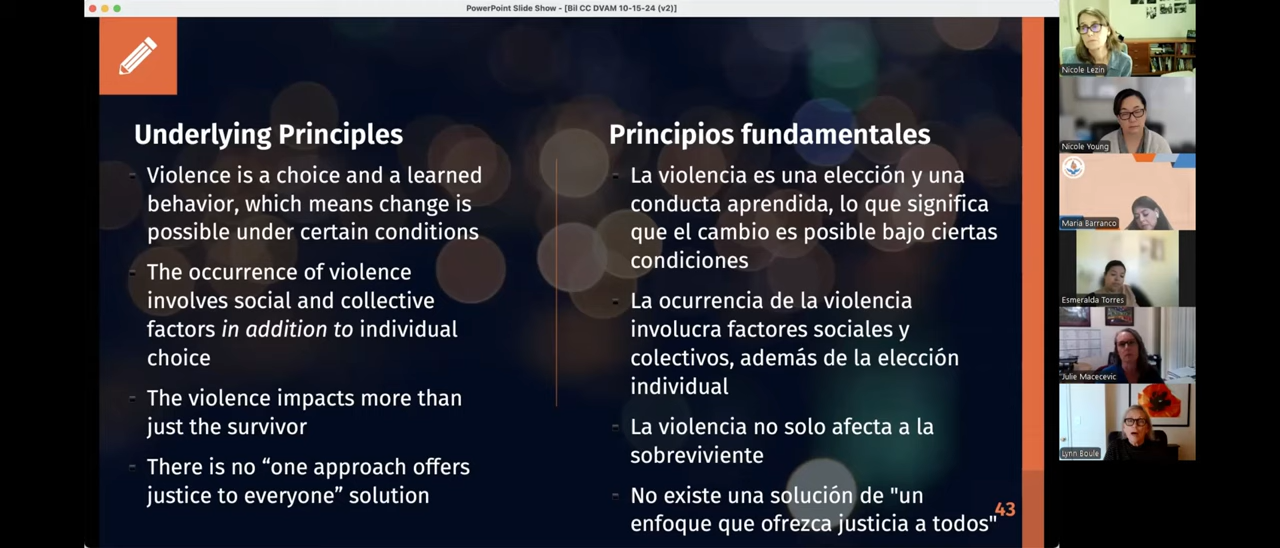 PowerPoint Slide Show - [Bil CC DVAM 10-15-24 (v2)]
Underlying Principles
- Violence is a choice and a learned
behavior, which means change is
possible under certain conditions
- The occurrence of violence
involves social and collective
factors in addition to individual
choice
- The violence impacts more than
just the survivor
- There is no “one approach offers
justice to everyone” solution
Principios fundamentales
- La violencia es una elección y una
conducta aprendida, lo que significa
que el cambio es posible bajo ciertas
condiciones
- La ocurrencia de la violencia
involucra factores sociales y
colectivos, además de la elección
individual
- La violencia no solo afecta a la
sobreviviente
- No existe una solución de "un
enfoque que ofrezca justicia a todos"
43
Nicole Lezin
Nicole Young
Maria Barranco
Esmeralda Torres
Julie Macecevic
Lynn Boule